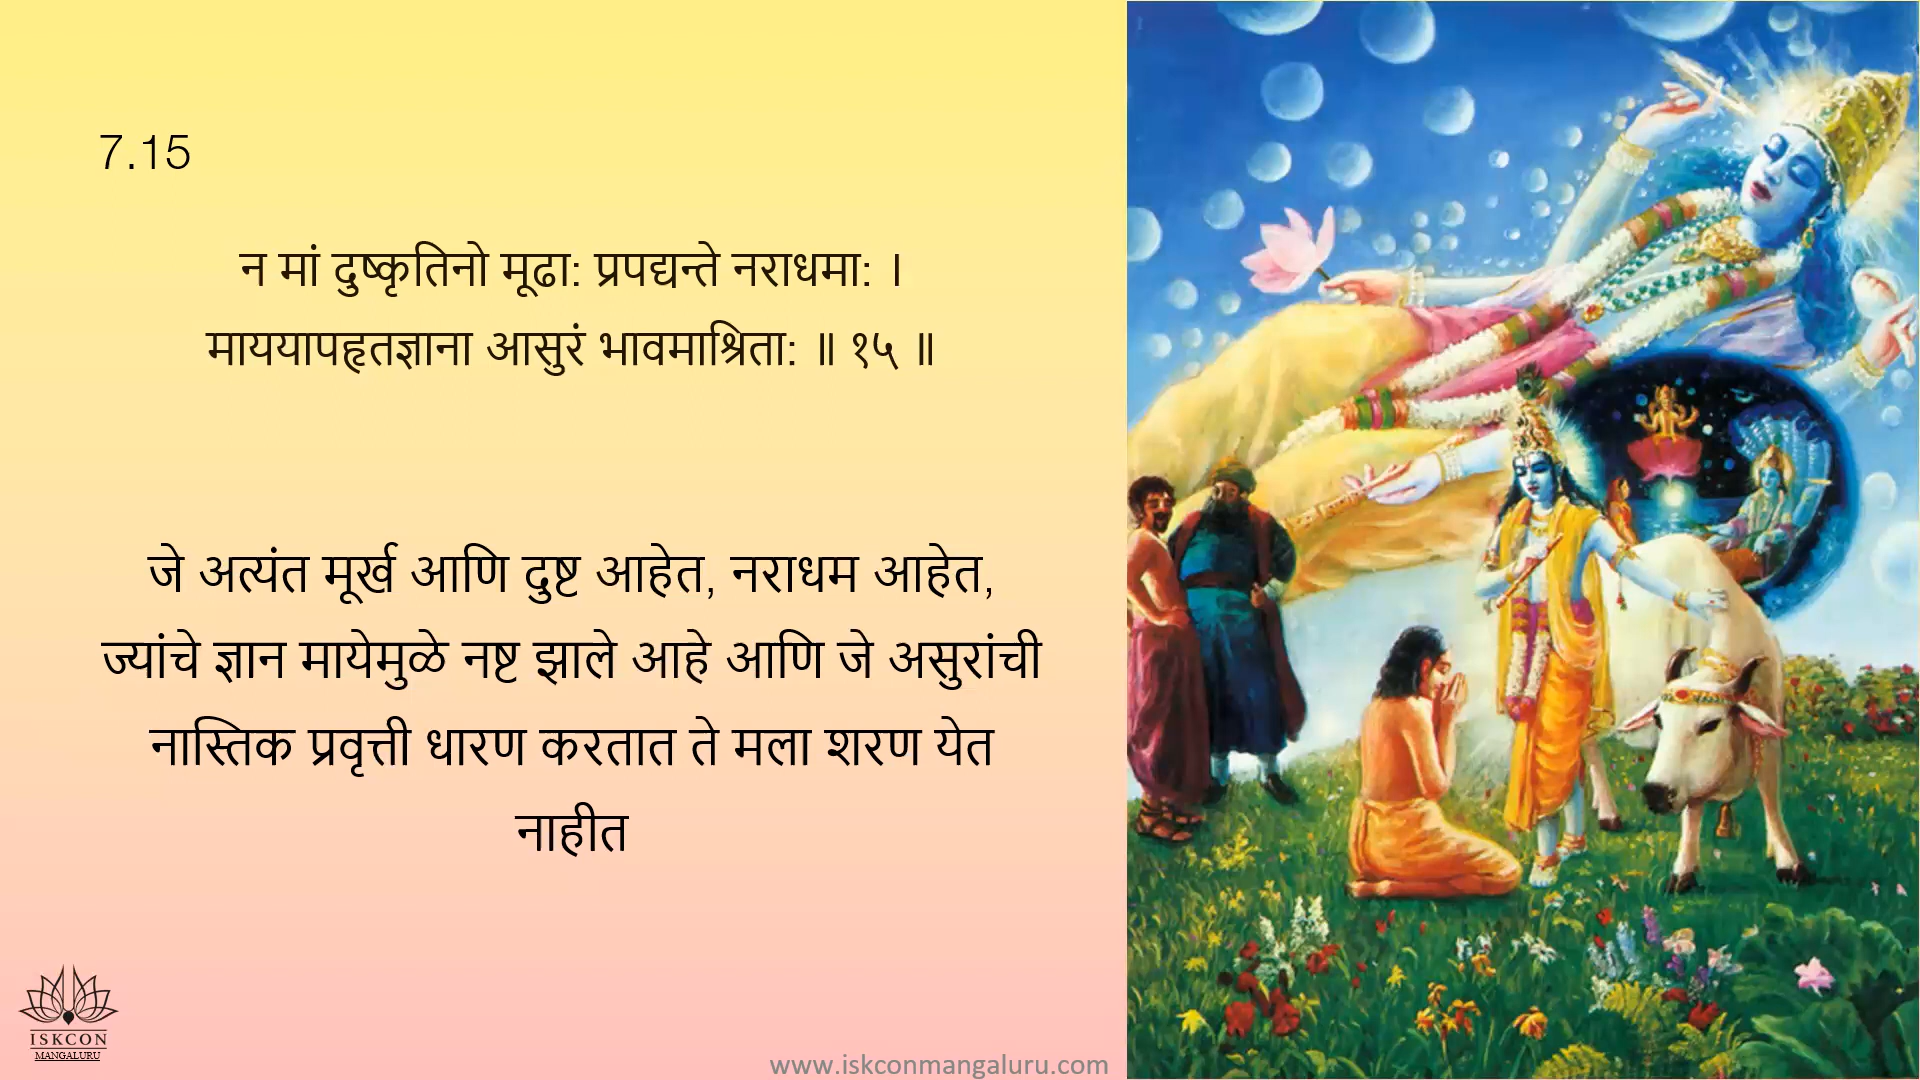 7.15
न मां दुष्कृतिनो मूढा: प्रपद्यन्ते नराधमा: ।
माययापहृतज्ञाना आसुरं भावमाश्रिता: ॥ १५ ॥
जे अत्यंत मूर्ख आणि दुष्ट आहेत, नराधम आहेत,
ज्यांचे ज्ञान मायेमुळे नष्ट झाले आहे आणि जे असुरांची
नास्तिक प्रवृत्ती धारण करतात ते मला शरण येत
नाहीत
ISKCON
MANGALURU
www.iskconmangaluru.com